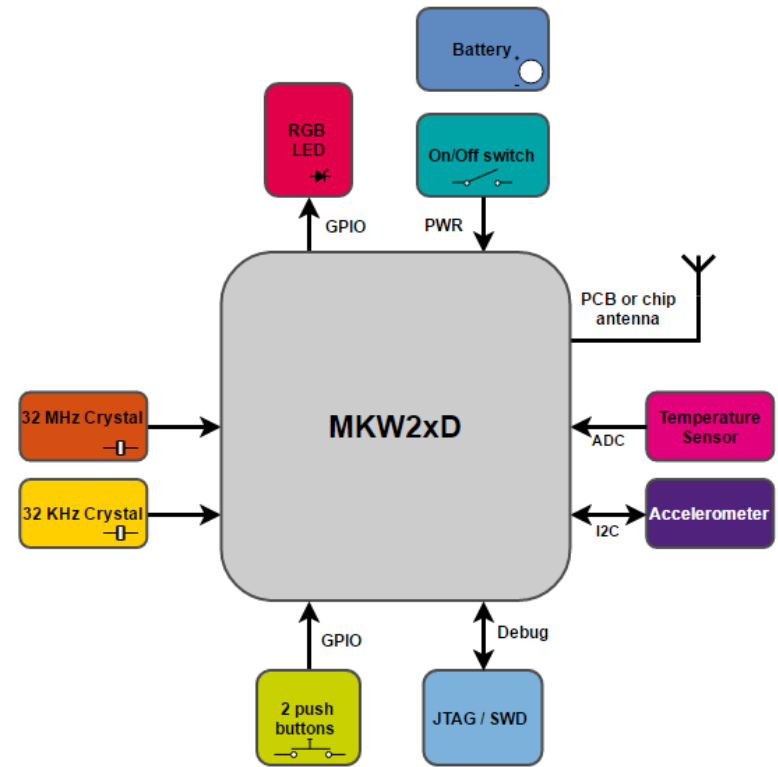 Battery
+
-
RGB
LED
On/Off switch
GPIO
PWR
PCB or chip
antenna
32 MHz Crystal
MKW2xD
Temperature
Sensor
ADC
32 KHz Crystal
Accelerometer
I2C
GPIO
Debug
2 push
buttons
JTAG / SWD